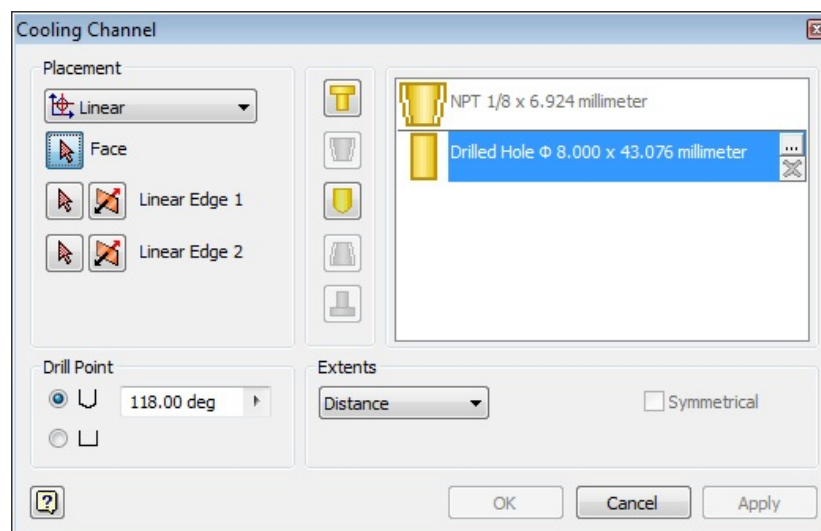 Cooling Channel
Placement
Linear
Face
Linear Edge 1
Linear Edge 2
NPT 1/8 x 6.924 millimeter
Drilled Hole Φ 8.000 x 43.076 millimeter
...
Drill Point
118.00 deg
Extents
Distance
Symmetrical
?
OK
Cancel
Apply